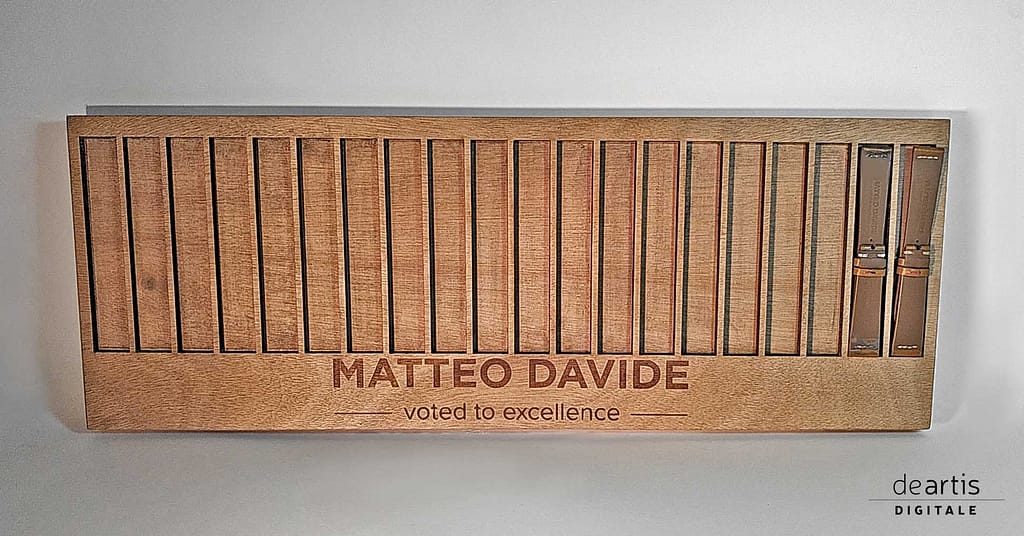 MATTEO DAVIDE
voted to excellence
deartis
DIGITALE